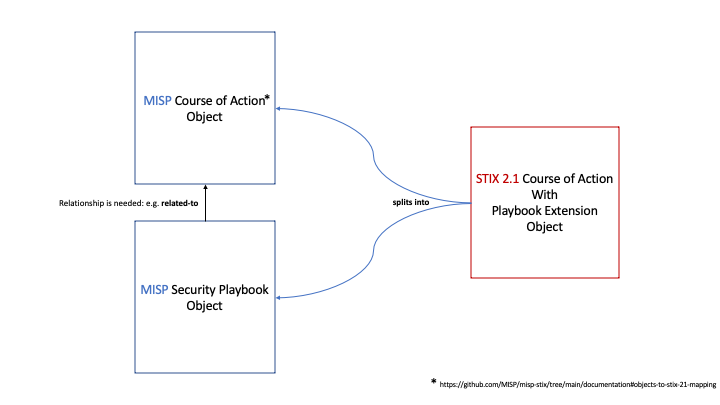 MISP Course of Action*
Object
STIX 2.1 Course of Action
With
Playbook Extension
Object
Relationship is needed: e.g. related-to
splits into
MISP Security Playbook
Object
* https://github.com/MISP/misp-stix/tree/main/documentation#objects-to-stix-21-mapping